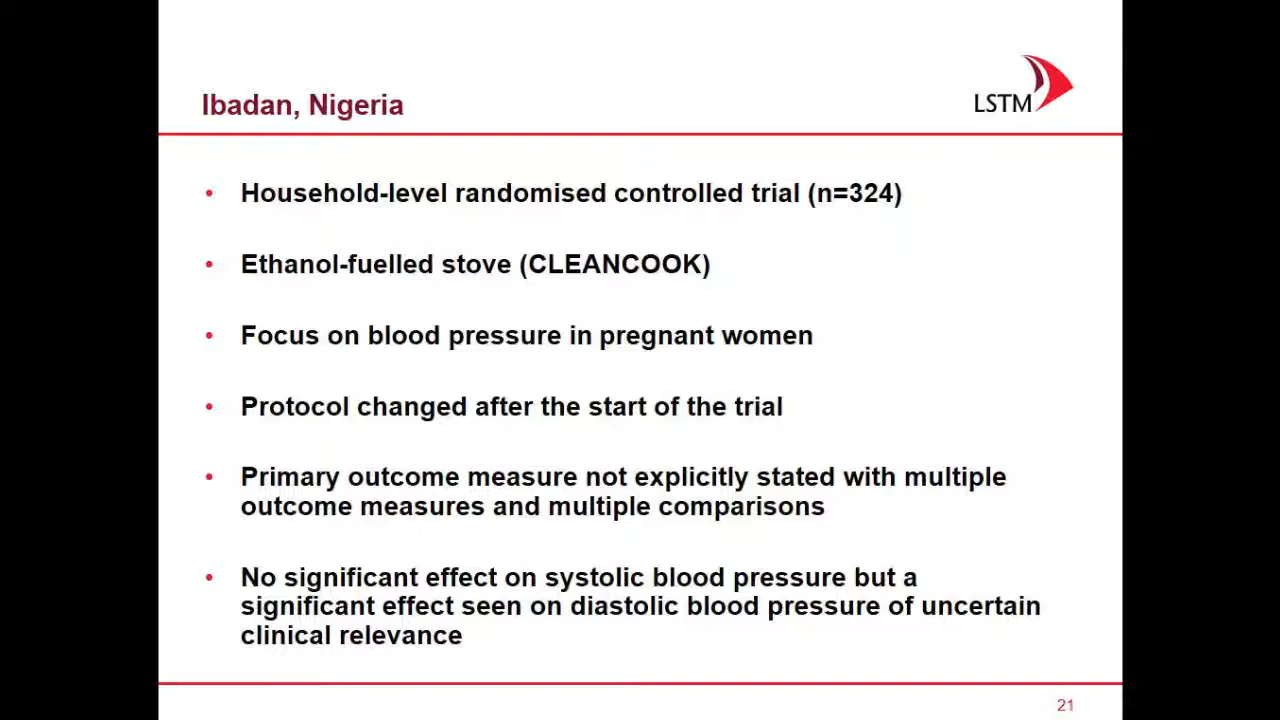 Ibadan, Nigeria
LSTM
• Household-level randomised controlled trial (n=324)
• Ethanol-fuelled stove (CLEANCOOK)
• Focus on blood pressure in pregnant women
• Protocol changed after the start of the trial
• Primary outcome measure not explicitly stated with multiple
outcome measures and multiple comparisons
• No significant effect on systolic blood pressure but a
significant effect seen on diastolic blood pressure of uncertain
clinical relevance
21